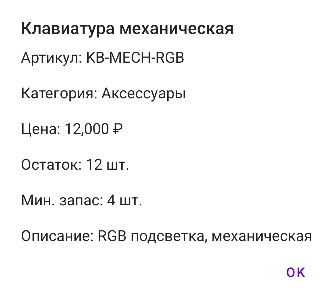 Клавиатура механическая
Артикул: KB-MECH-RGB
Категория: Аксессуары
Цена: 12,000 ₽
Остаток: 12 шт.
Мин. запас: 4 шт.
Описание: RGB подсветка, механическая
OK